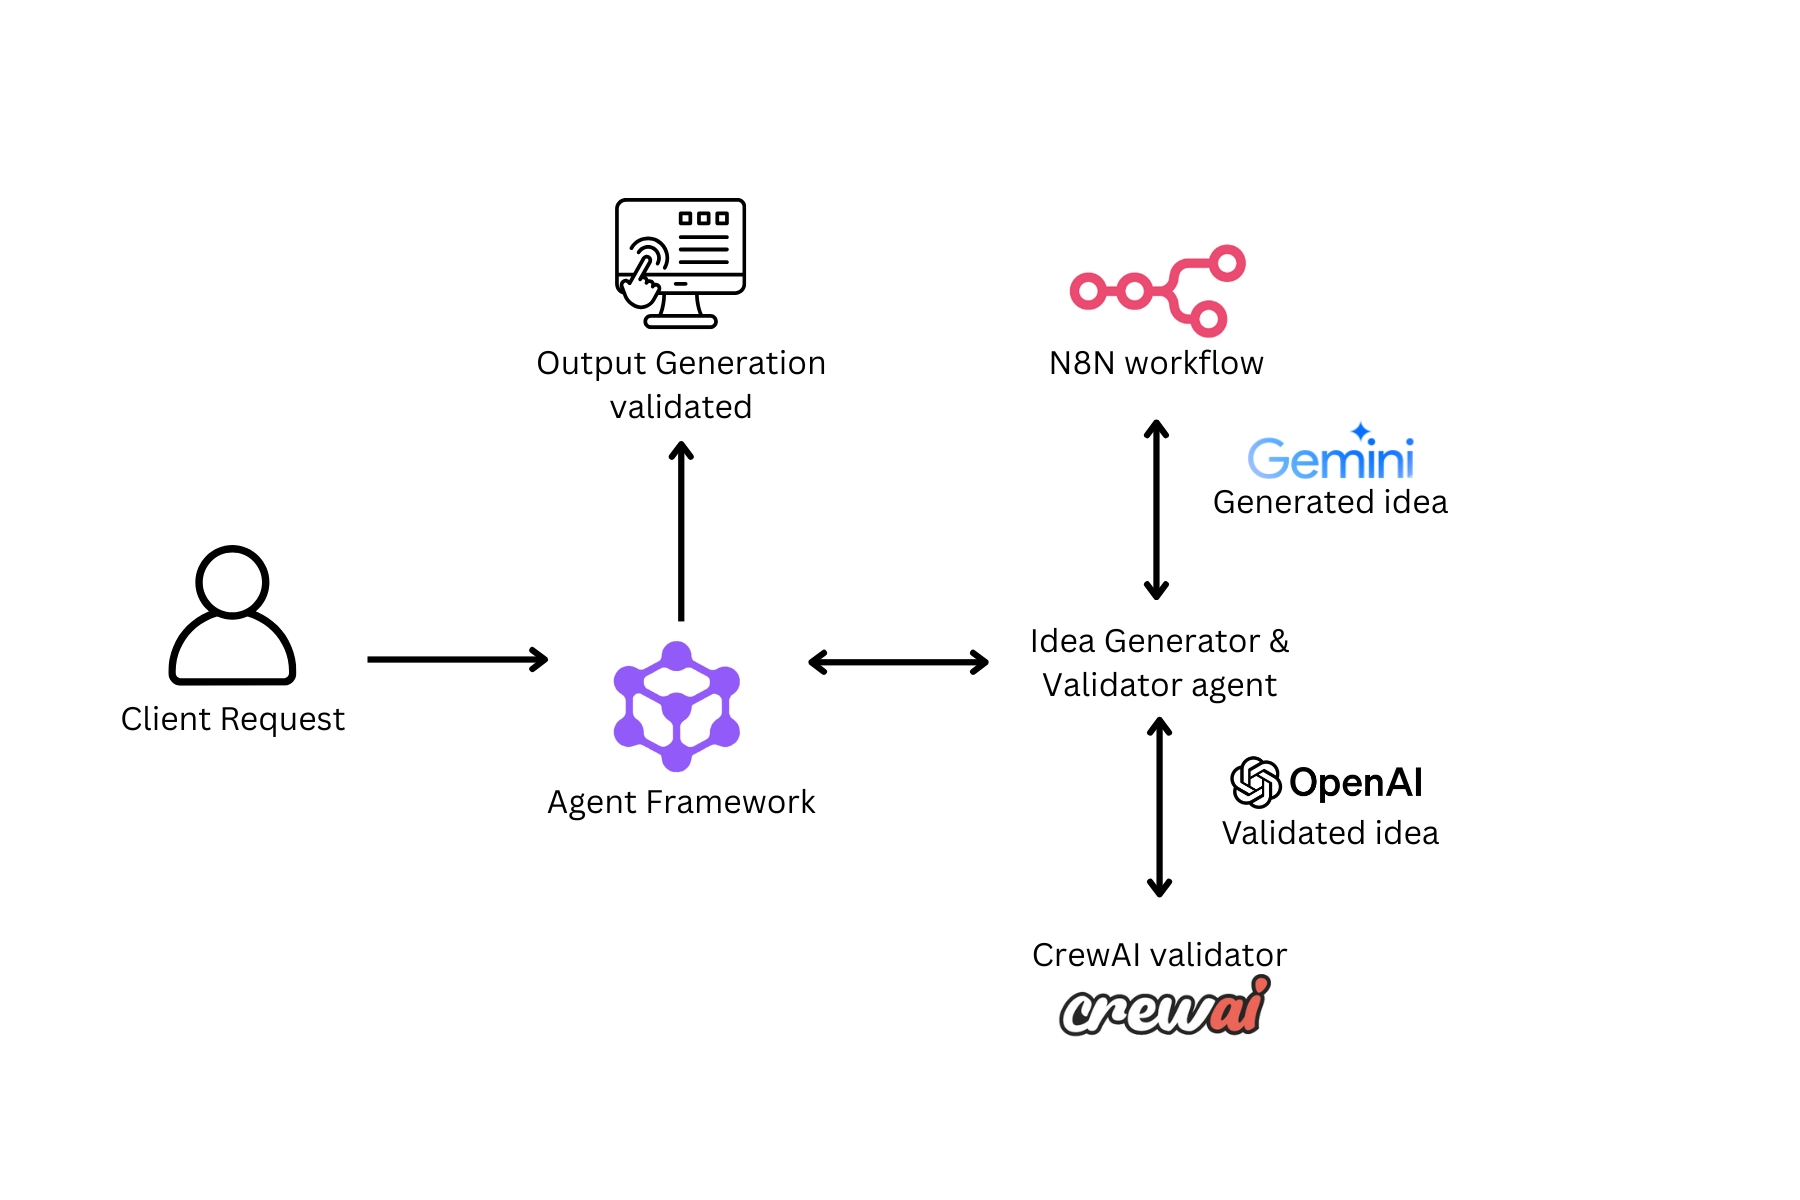 Output Generation
validated
N8N workflow
Gemini
Generated idea
Client Request
Agent Framework
Idea Generator &
Validator agent
OpenAI
Validated idea
CrewAI validator
crewai